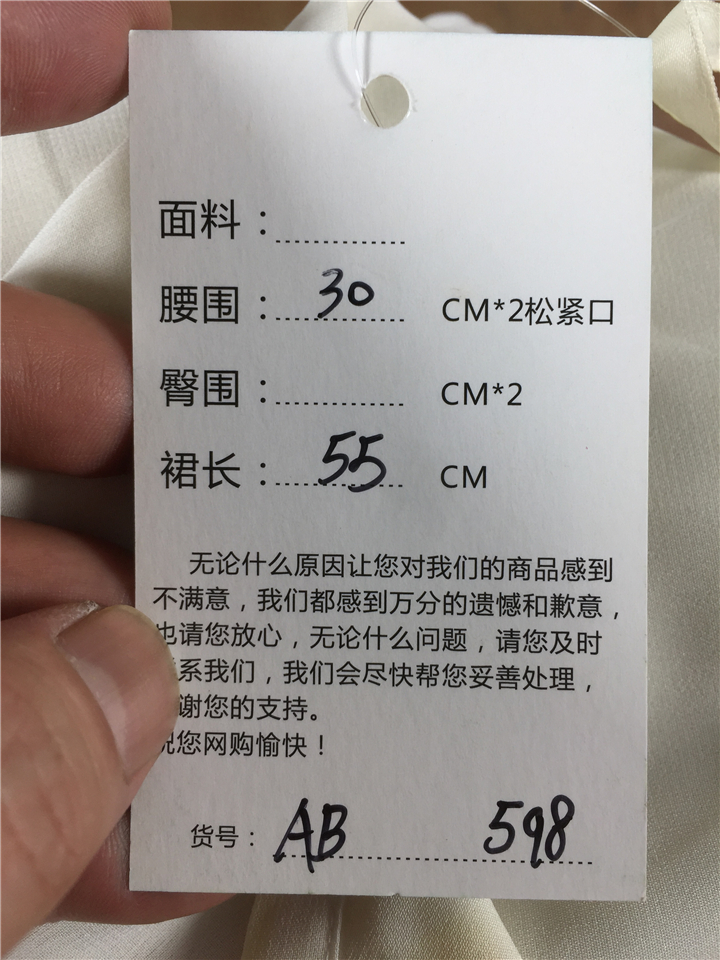 面料：
腰围：30 CM*2松紧口
臀围： CM*2
裙长：55 CM
无论什么原因让您对我们的商品感到
不满意，我们都感到万分的遗憾和歉意，
也请您放心，无论什么问题，请您及时
系我们，我们会尽快帮您妥善处理，
谢您的支持。
祝您网购愉快！
货号：AB 598